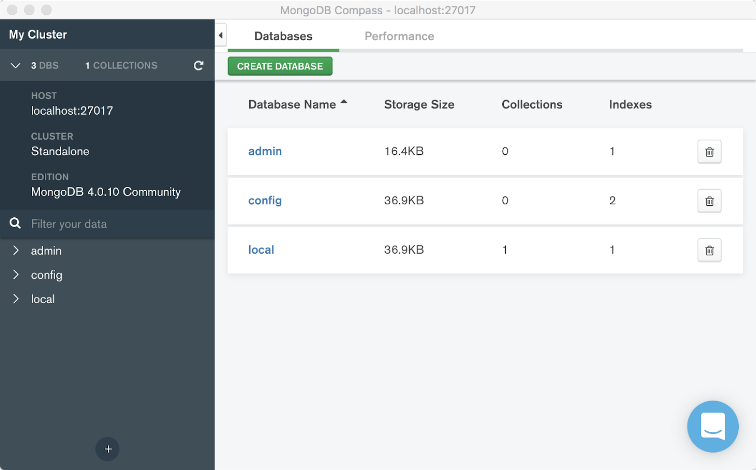 MongoDB Compass - localhost:27017
My Cluster
3 DBS 1 COLLECTIONS
HOST
localhost:27017
CLUSTER
Standalone
EDITION
MongoDB 4.0.10 Community
Filter your data
admin
config
local
Databases Performance
CREATE DATABASE
Database Name Storage Size Collections Indexes
admin 16.4KB 0 1
config 36.9KB 0 2
local 36.9KB 1 1